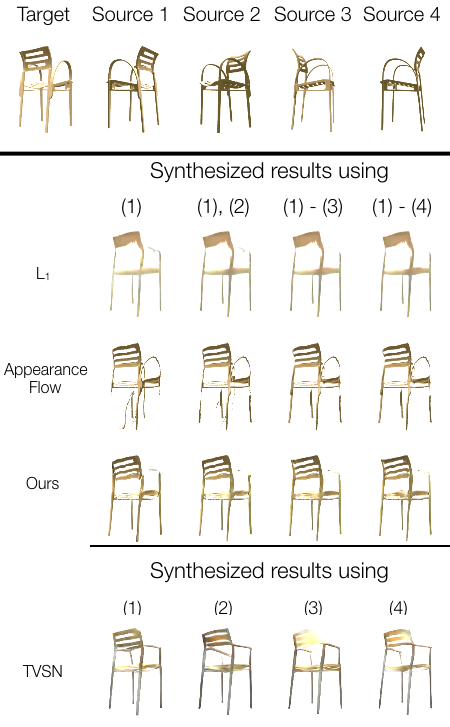 Target Source 1 Source 2 Source 3 Source 4
Synthesized results using
(1) (1), (2) (1) - (3) (1) - (4)
L₁
Appearance
Flow
Ours
Synthesized results using
(1) (2) (3) (4)
TVSN